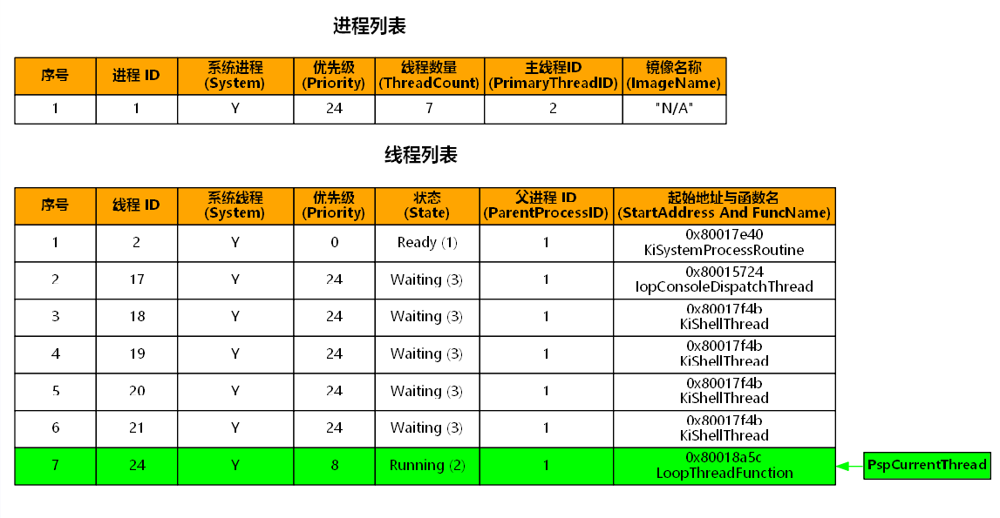 进程列表
序号 进程 ID 系统进程 (System) 优先级 (Priority) 线程数量 (ThreadCount) 主线程ID (PrimaryThreadID) 镜像名称 (ImageName)
1 1 Y 24 7 2 "N/A"
线程列表
序号 线程 ID 系统线程 (System) 优先级 (Priority) 状态 (State) 父进程 ID (ParentProcessID) 起始地址与函数名 (StartAddress And FuncName)
1 2 Y 0 Ready (1) 1 0x80017e40 KiSystemProcessRoutine
2 17 Y 24 Waiting (3) 1 0x80015724 IopConsoleDispatchThread
3 18 Y 24 Waiting (3) 1 0x80017f4b KiShellThread
4 19 Y 24 Waiting (3) 1 0x80017f4b KiShellThread
5 20 Y 24 Waiting (3) 1 0x80017f4b KiShellThread
6 21 Y 24 Waiting (3) 1 0x80017f4b KiShellThread
7 24 Y 8 Running (2) 1 0x80018a5c LoopThreadFunction
PspCurrentThread